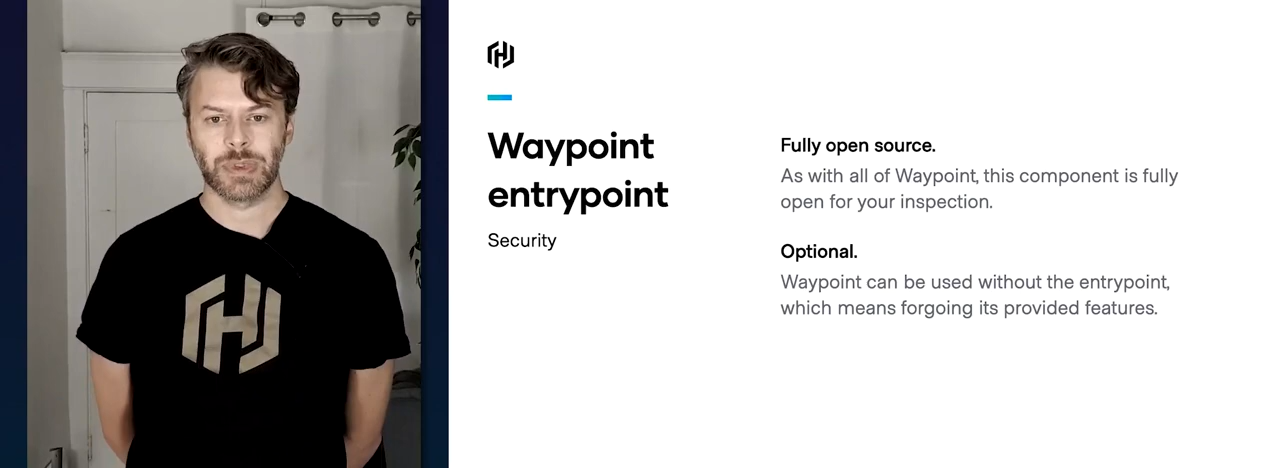 Waypoint
entrypoint
Security
Fully open source.
As with all of Waypoint, this component is fully
open for your inspection.
Optional.
Waypoint can be used without the entrypoint,
which means forgoing its provided features.